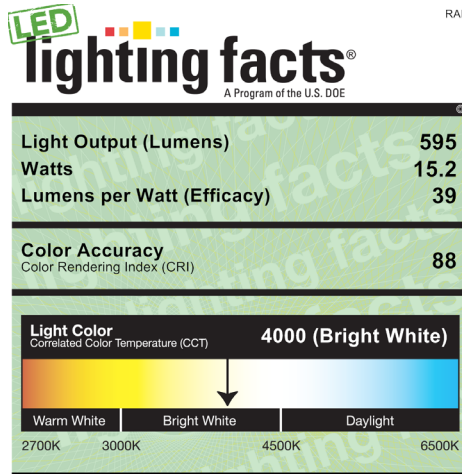 LED
RA
lighting facts®
A Program of the U.S. DOE
Light Output (Lumens) 595
Watts 15.2
Lumens per Watt (Efficacy) 39
Color Accuracy
Color Rendering Index (CRI) 88
Light Color
Correlated Color Temperature (CCT) 4000 (Bright White)
Warm White Bright White Daylight
2700K 3000K 4500K 6500K